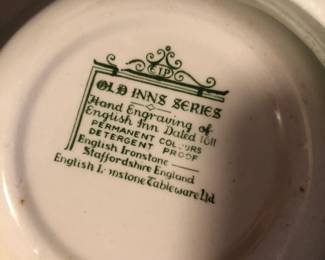 EIP
OLD INNS SERIES
Hand Engraving of
English Inn Dated 1611
PERMANENT COLOURS
DETERGENT PROOF
English Ironstone
Staffordshire England
English I onstone Tableware Ltd